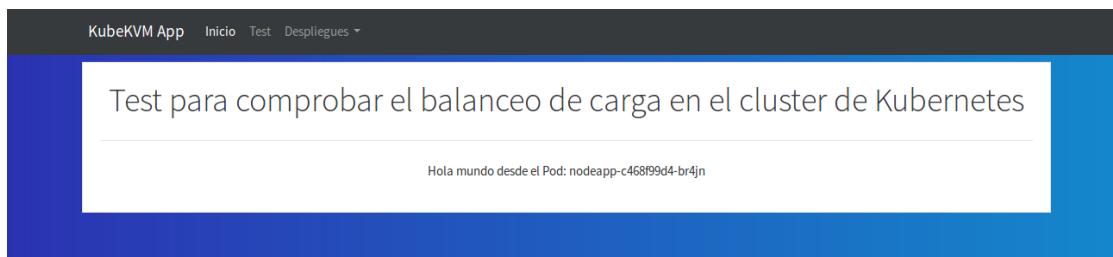 KubeKVM App Inicio Test Despliegues
Test para comprobar el balanceo de carga en el cluster de Kubernetes
Hola mundo desde el Pod: nodeapp-c468f99d4-br4jn